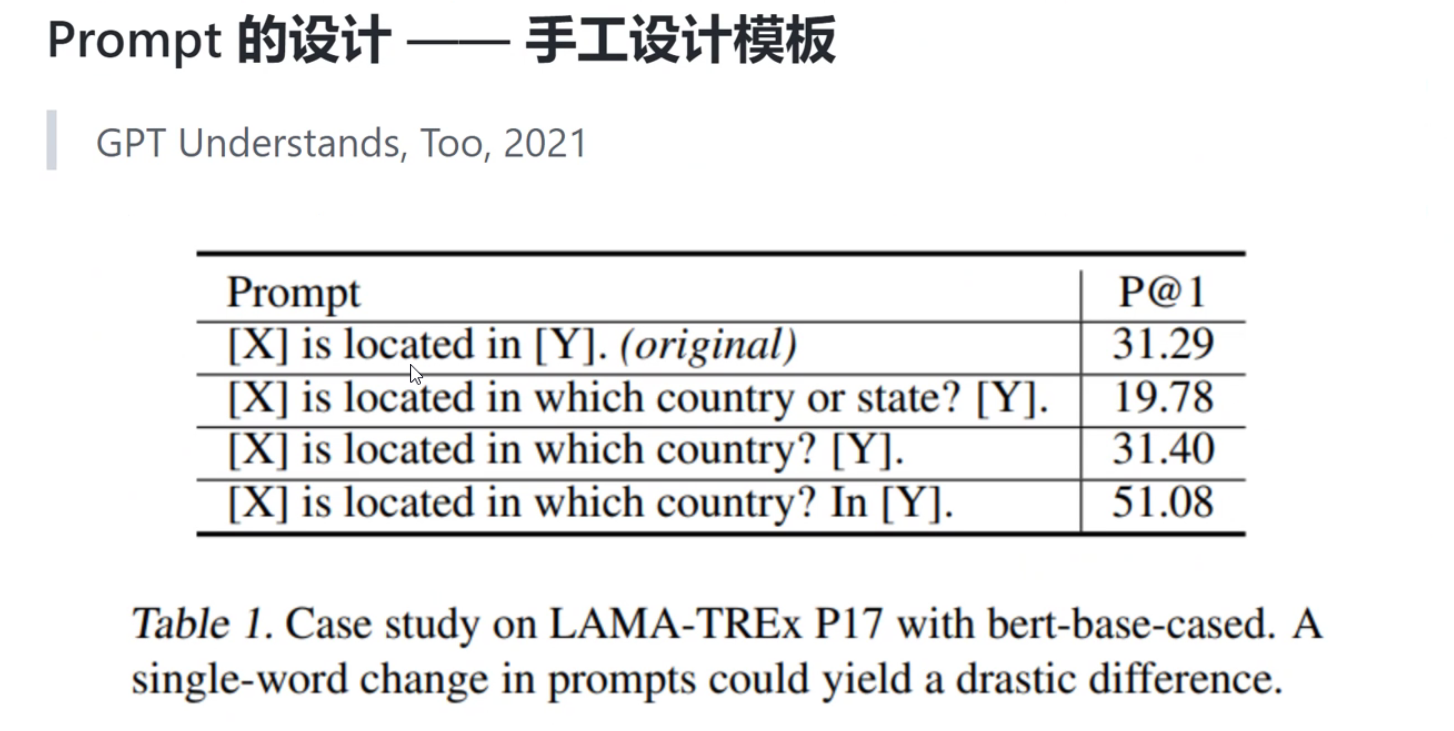 Prompt 的设计 —— 手工设计模板
GPT Understands, Too, 2021
Prompt P@1
[X] is located in [Y]. (original) 31.29
[X] is located in which country or state? [Y]. 19.78
[X] is located in which country? [Y]. 31.40
[X] is located in which country? In [Y]. 51.08
Table 1. Case study on LAMA-TREx P17 with bert-base-cased. A
single-word change in prompts could yield a drastic difference.